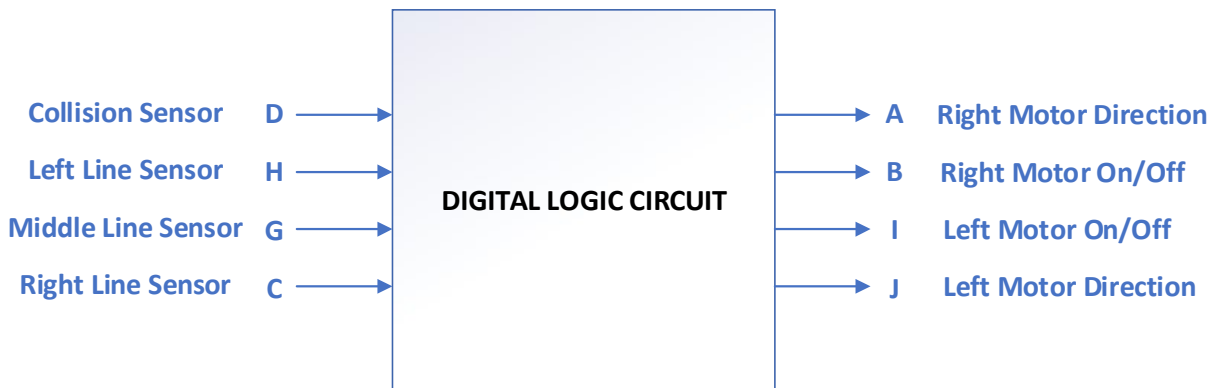 Collision Sensor D
A Right Motor Direction
Left Line Sensor H
B Right Motor On/Off
DIGITAL LOGIC CIRCUIT
Middle Line Sensor G
I Left Motor On/Off
Right Line Sensor C
J Left Motor Direction